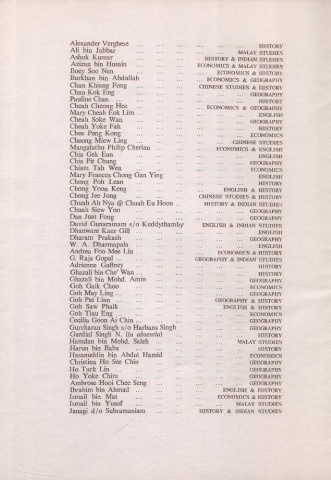 Alexander Verghese ... HISTORY
Ali bin Jabbar ... MALAY STUDIES
Ashok Kumar ... HISTORY & INDIAN STUDIES
Azizan bin Husain ... ECONOMICS & MALAY STUDIES
Boey Soo Nen ... ECONOMICS & HISTORY
Burkhan bin Abdullah ... ECONOMICS & GEOGRAPHY
Chan Khiong Fong ... CHINESE STUDIES & HISTORY
Chan Kok Eng ... GEOGRAPHY
Pauline Chan ... HISTORY
Cheah Cheong Hee ... ECONOMICS & GEOGRAPHY
Mary Cheah Eok Lim ... ENGLISH
Cheah Soke Wan ... GEOGRAPHY
Cheah Yoke Fah ... HISTORY
Chee Peng Kong ... ECONOMICS
Cheong Miew Ling ... CHINESE STUDIES
Mangalathu Philip Cherian ... ECONOMICS & ENGLISH
Chia Gek Eun ... ENGLISH
Chia Pit Chung ... GEOGRAPHY
Chiam Tah Wen ... ECONOMICS
Mary Frances Chong Gan Ying ... ENGLISH
Chong Poh Lean ... HISTORY
Chong Yoon Keng ... ENGLISH & HISTORY
Chong Jee Jong ... CHINESE STUDIES & HISTORY
Chuah Ah Nya @ Chuah Eu Hoon ... HISTORY & INDIAN STUDIES
Chuah Siew Yoo ... GEOGRAPHY
Dan Juat Fong ... GEOGRAPHY
David Gunaratnam s/o Kuddythamby ENGLISH & INDIAN STUDIES
Dhanwant Kaur Gill ... ENGLISH
Dharam Prakash ... GEOGRAPHY
W. A. Dharmapala ... ENGLISH
Andrea Foo Mee Lin ... ECONOMICS & HISTORY
G. Raja Gopal ... GEOGRAPHY & INDIAN STUDIES
Adrienne Gaffney ... HISTORY
Ghazali bin Che' Wan ... HISTORY
Ghazali bin Mohd. Amin ... GEOGRAPHY
Goh Gaik Choo ... ECONOMICS
Goh May Ling ... GEOGRAPHY
Goh Pai Lian ... GEOGRAPHY & HISTORY
Goh Saw Phaik ... ENGLISH & HISTORY
Goh Tiau Eng ... ECONOMICS
Cecilia Goon Ai Chin ... GEOGRAPHY
Gurcharan Singh s/o Harbans Singh GEOGRAPHY
Gurdial Singh N. (in absentia) ... HISTORY
Hamdan bin Mohd. Saleh ... MALAY STUDIES
Harun bin Baba ... HISTORY
Hasanuddin bin Abdul Hamid ... ECONOMICS
Christina Ho See Chin ... GEOGRAPHY
Ho Tuck Lin ... GEOGRAPHY
Ho Yoke Chim ... GEOGRAPHY
Ambrose Hooi Chee Seng ... GEOGRAPHY
Ibrahim bin Ahmad ... ENGLISH & HISTORY
Ismail bin Mat ... ECONOMICS & HISTORY
Ismail bin Yusof ... MALAY STUDIES
Janagi d/o Subramaniam ... HISTORY & INDIAN STUDIES